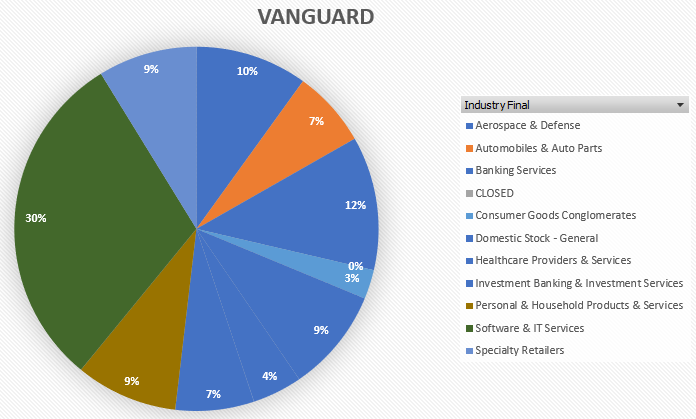 VANGUARD
9%
10%
7%
12%
0%
3%
9%
4%
7%
9%
30%
Industry Final
Aerospace & Defense
Automobiles & Auto Parts
Banking Services
CLOSED
Consumer Goods Conglomerates
Domestic Stock - General
Healthcare Providers & Services
Investment Banking & Investment Services
Personal & Household Products & Services
Software & IT Services
Specialty Retailers